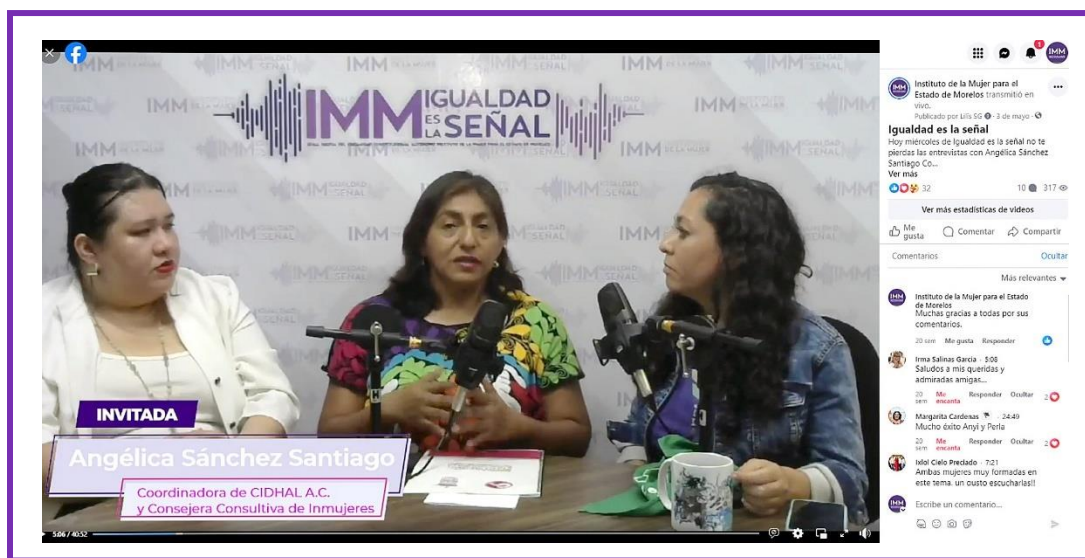 IMM IGUALDAD
ES
LA SEÑAL
INVITADA
Angélica Sánchez Santiago
Coordinadora de CIDHAL A.C.
y Consejera Consultiva de Inmujeres
5:06 / 40:52
1
IMM
Instituto de la Mujer para el
Estado de Morelos transmitió en
vivo.
Publicado por Lilis SG · 3 de mayo ·
Igualdad es la señal
Hoy miércoles de Igualdad es la señal no te
pierdas las entrevistas con Angélica Sánchez
Santiago Co...
Ver más
32 10 317
Ver más estadísticas de videos
Me gusta Comentar Compartir
Comentarios Ocultar
Más relevantes
Instituto de la Mujer para el Estado
de Morelos
Muchas gracias a todas por sus
comentarios.
20 sem Me gusta Responder
Irma Salinas Garcia · 5:08
Saludos a mis queridas y
admiradas amigas...
20 sem Me encanta Responder Ocultar 2
Margarita Cardenas · 24:49
Mucho éxito Anyi y Perla
20 sem Me encanta Responder Ocultar 2
Ixlol Cielo Preciado · 7:21
Ambas mujeres muy formadas en
este tema. un gusto escucharlas!!
Escribe un comentario...